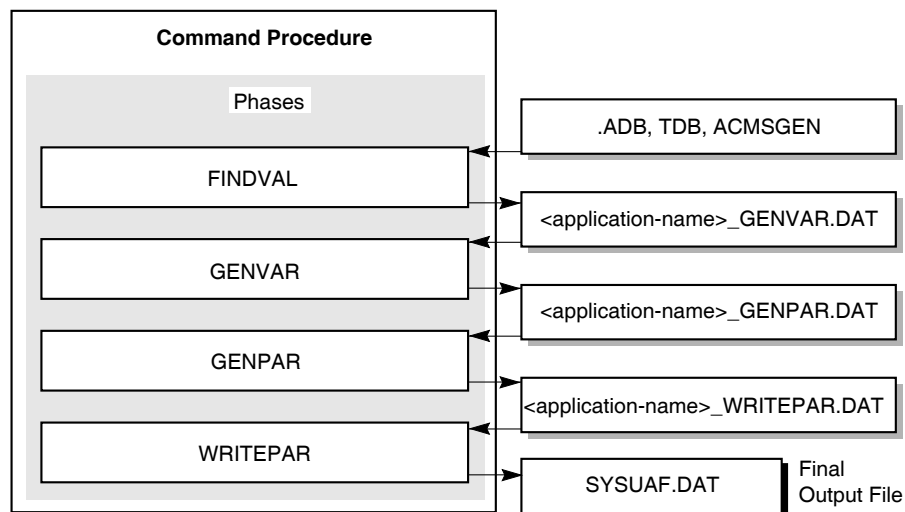 Command Procedure
Phases
.ADB, TDB, ACMSGEN
FINDVAL
<application-name>_GENVAR.DAT
GENVAR
<application-name>_GENPAR.DAT
GENPAR
<application-name>_WRITEPAR.DAT
WRITEPAR
SYSUAF.DAT
Final
Output File